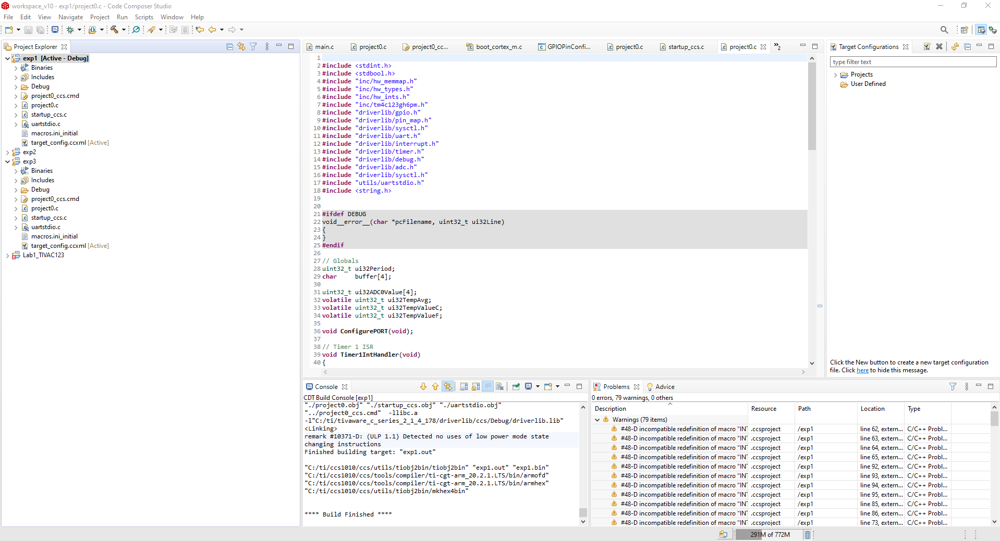 workspace_v10 - exp1/project0.c - Code Composer Studio
File Edit View Navigate Project Run Scripts Window Help
Project Explorer
exp1 [Active - Debug]
Binaries
Includes
Debug
project0_ccs.cmd
project0.c
startup_ccs.c
uartstdio.c
macros.ini_initial
target_config.ccxml [Active]
exp2
exp3
Binaries
Includes
Debug
project0_ccs.cmd
project0.c
startup_ccs.c
uartstdio.c
macros.ini_initial
target_config.ccxml [Active]
Lab1_TIVAC123
main.c project0.c project0_cc... boot_cortex_m.c GPIOPinConfi... project0.c startup_ccs.c project0.c »2
1
2 #include <stdint.h>
3 #include <stdbool.h>
4 #include "inc/hw_memmap.h"
5 #include "inc/hw_types.h"
6 #include "inc/hw_ints.h"
7 #include "inc/tm4c123gh6pm.h"
8 #include "driverlib/gpio.h"
9 #include "driverlib/pin_map.h"
10 #include "driverlib/sysctl.h"
11 #include "driverlib/uart.h"
12 #include "driverlib/interrupt.h"
13 #include "driverlib/timer.h"
14 #include "driverlib/debug.h"
15 #include "driverlib/adc.h"
16 #include "driverlib/sysctl.h"
17 #include "utils/uartstdio.h"
18 #include <string.h>
19
20
21 #ifdef DEBUG
22 void__error__(char *pcFilename, uint32_t ui32Line)
23 {
24 }
25 #endif
26
27 // Globals
28 uint32_t ui32Period;
29 char     buffer[4];
30
31 uint32_t ui32ADC0Value[4];
32 volatile uint32_t ui32TempAvg;
33 volatile uint32_t ui32TempValueC;
34 volatile uint32_t ui32TempValueF;
35
36 void ConfigurePORT(void);
37
38 // Timer 1 ISR
39 void Timer1IntHandler(void)
40 {
Target Configurations
type filter text
Projects
User Defined
Click the New button to create a new target configuration
file. Click here to hide this message.
Console
CDT Build Console [exp1]
"./project0.obj" "./startup_ccs.obj" "./uartstdio.obj"
"../project0_ccs.cmd"  -llibc.a
-l"C:/ti/tivaware_c_series_2_1_4_178/driverlib/ccs/Debug/driverlib.lib"
<Linking>
remark #10371-D: (ULP 1.1) Detected no uses of low power mode state
changing instructions
Finished building target: "exp1.out"
"C:/ti/ccs1010/ccs/utils/tiobj2bin/tiobj2bin" "exp1.out" "exp1.bin"
"C:/ti/ccs1010/ccs/tools/compiler/ti-cgt-arm_20.2.1.LTS/bin/armofd"
"C:/ti/ccs1010/ccs/tools/compiler/ti-cgt-arm_20.2.1.LTS/bin/armhex"
"C:/ti/ccs1010/ccs/utils/tiobj2bin/mkhex4bin"
**** Build Finished ****
Problems Advice
0 errors, 79 warnings, 0 others
Description Resource Path Location Type
Warnings (79 items)
#48-D incompatible redefinition of macro "INT .ccsproject /exp1 line 62, extern... C/C++ Probl...
#48-D incompatible redefinition of macro "INT .ccsproject /exp1 line 63, extern... C/C++ Probl...
#48-D incompatible redefinition of macro "INT .ccsproject /exp1 line 64, extern... C/C++ Probl...
#48-D incompatible redefinition of macro "INT .ccsproject /exp1 line 65, extern... C/C++ Probl...
#48-D incompatible redefinition of macro "INT .ccsproject /exp1 line 92, extern... C/C++ Probl...
#48-D incompatible redefinition of macro "INT .ccsproject /exp1 line 93, extern... C/C++ Probl...
#48-D incompatible redefinition of macro "INT .ccsproject /exp1 line 94, extern... C/C++ Probl...
#48-D incompatible redefinition of macro "INT .ccsproject /exp1 line 95, extern... C/C++ Probl...
#48-D incompatible redefinition of macro "INT .ccsproject /exp1 line 85, extern... C/C++ Probl...
#48-D incompatible redefinition of macro "INT .ccsproject /exp1 line 86, extern... C/C++ Probl...
#48-D incompatible redefinition of macro "INT .ccsproject /exp1 line 73, extern... C/C++ Probl...
291M of 772M